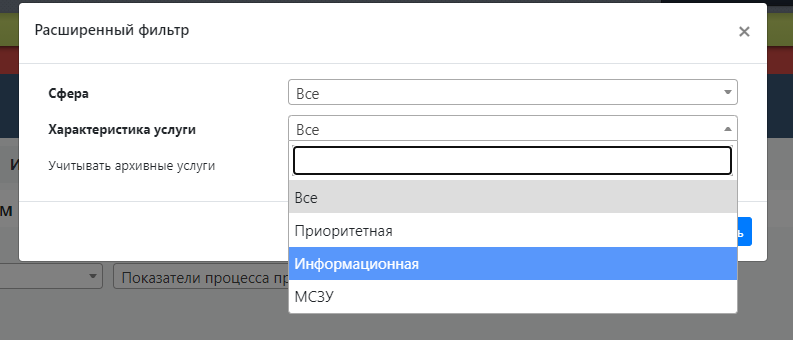 Расширенный фильтр ×
Сфера Все
Характеристика услуги Все
Учитывать архивные услуги
Все
Приоритетная
Информационная
МСЗУ
Показатели процесса пр